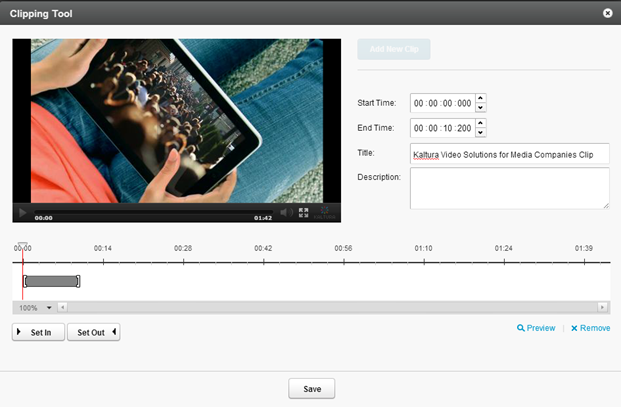 Clipping Tool
Add New Clip
Start Time: 00 : 00 : 00 : 000
End Time: 00 : 00 : 10 : 200
Title: Kaltura Video Solutions for Media Companies Clip
Description:
00:00 01:42
00:00 00:14 00:28 00:42 00:56 01:10 01:24 01:39
100%
Set In Set Out Preview | Remove
Save